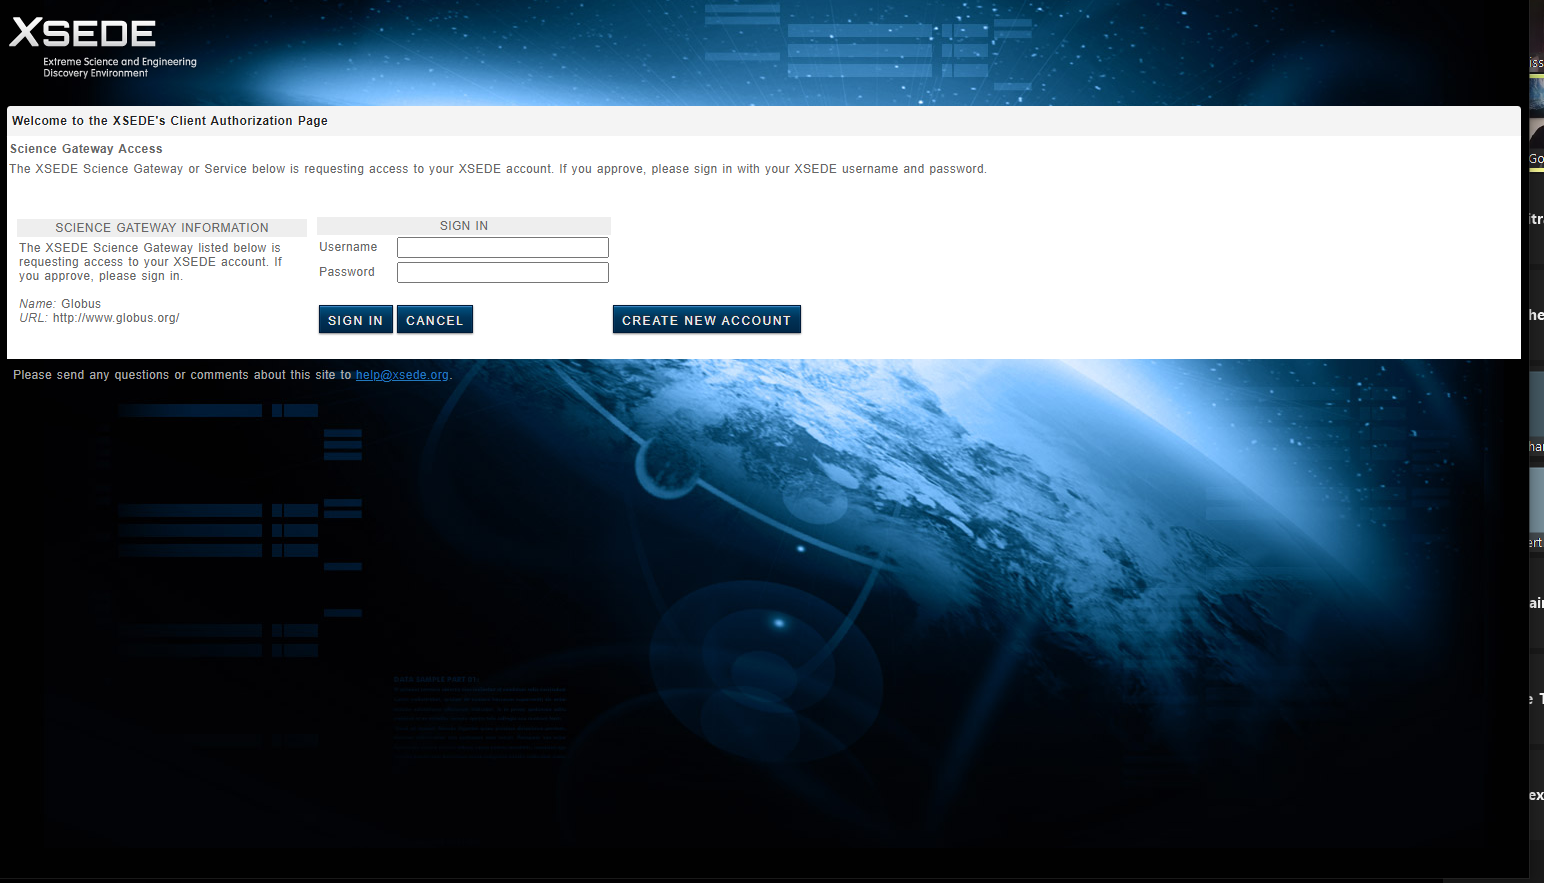 XSEDE
Extreme Science and Engineering
Discovery Environment
Welcome to the XSEDE's Client Authorization Page
Science Gateway Access
The XSEDE Science Gateway or Service below is requesting access to your XSEDE account. If you approve, please sign in with your XSEDE username and password.
SCIENCE GATEWAY INFORMATION
The XSEDE Science Gateway listed below is
requesting access to your XSEDE account. If
you approve, please sign in.
Name: Globus
URL: http://www.globus.org/
SIGN IN
Username
Password
SIGN IN
CANCEL
CREATE NEW ACCOUNT
Please send any questions or comments about this site to help@xsede.org.
DATA SAMPLE PART 01: